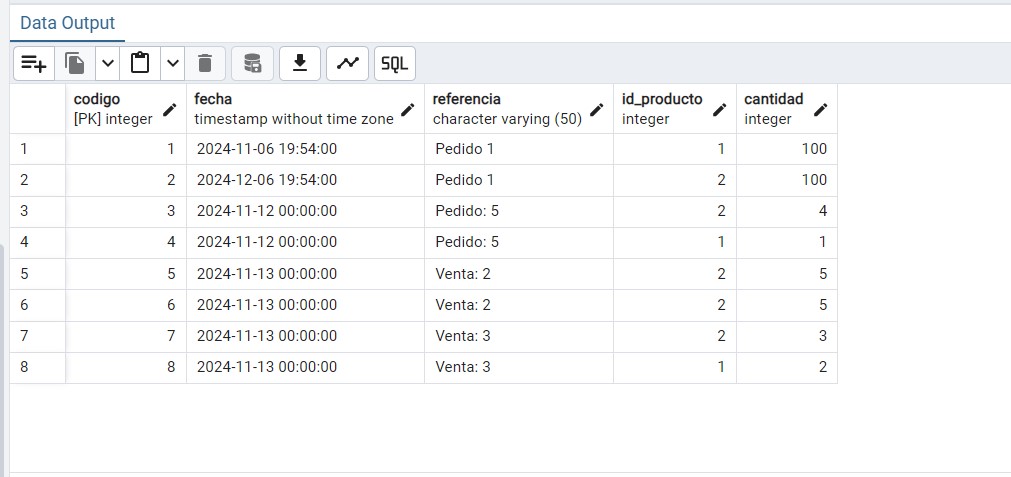 Data Output
SQL
codigo fecha referencia id_producto cantidad
[PK] integer timestamp without time zone character varying (50) integer integer
1 1 2024-11-06 19:54:00 Pedido 1 1 100
2 2 2024-12-06 19:54:00 Pedido 1 2 100
3 3 2024-11-12 00:00:00 Pedido: 5 2 4
4 4 2024-11-12 00:00:00 Pedido: 5 1 1
5 5 2024-11-13 00:00:00 Venta: 2 2 5
6 6 2024-11-13 00:00:00 Venta: 2 2 5
7 7 2024-11-13 00:00:00 Venta: 3 2 3
8 8 2024-11-13 00:00:00 Venta: 3 1 2